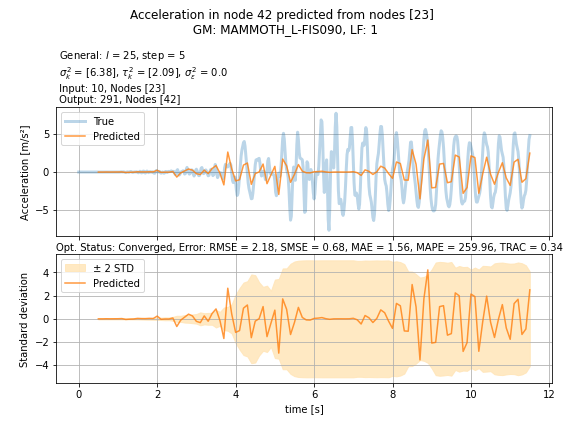 Acceleration in node 42 predicted from nodes [23]
GM: MAMMOTH_L-FIS090, LF: 1
General: l = 25, step = 5
σ²ₖ = [6.38], τ²ₖ = [2.09], σ²ₑ = 0.0
Input: 10, Nodes [23]
Output: 291, Nodes [42]
True
Predicted
Acceleration [m/s²]
5
0
−5
Opt. Status: Converged, Error: RMSE = 2.18, SMSE = 0.68, MAE = 1.56, MAPE = 259.96, TRAC = 0.34
± 2 STD
Predicted
Standard deviation
4
2
0
−2
−4
0 2 4 6 8 10 12
time [s]